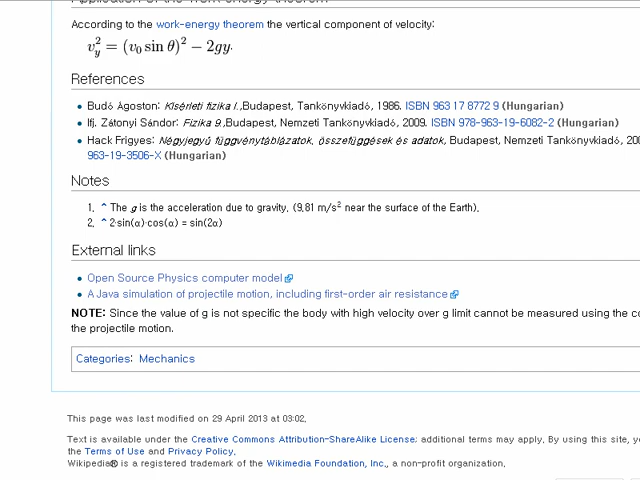 According to the work-energy theorem the vertical component of velocity:
v_y^2 = (v_0 sin θ)^2 − 2gy.
References
• Budó Ágoston: Kísérleti fizika I.,Budapest, Tankönyvkiadó, 1986. ISBN 963 17 8772 9 (Hungarian)
• Ifj. Zátonyi Sándor: Fizika 9.,Budapest, Nemzeti Tankönyvkiadó, 2009. ISBN 978-963-19-6082-2 (Hungarian)
• Hack Frigyes: Négyjegyű függvénytáblázatok, összefüggések és adatok, Budapest, Nemzeti Tankönyvkiadó,
963-19-3506-X (Hungarian)
Notes
1. ^ The g is the acceleration due to gravity. (9.81 m/s² near the surface of the Earth).
2. ^ 2·sin(α)·cos(α) = sin(2α)
External links
• Open Source Physics computer model
• A Java simulation of projectile motion, including first-order air resistance
NOTE: Since the value of g is not specific the body with high velocity over g limit cannot be measured using the
the projectile motion.
Categories: Mechanics
This page was last modified on 29 April 2013 at 03:02.
Text is available under the Creative Commons Attribution-ShareAlike License; additional terms may apply. By using this site,
the Terms of Use and Privacy Policy.
Wikipedia® is a registered trademark of the Wikimedia Foundation, Inc., a non-profit organization.